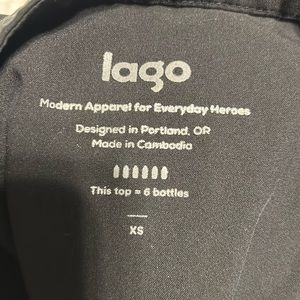 lago
Modern Apparel for Everyday Heroes
Designed in Portland, OR
Made in Cambodia
This top = 6 bottles
XS